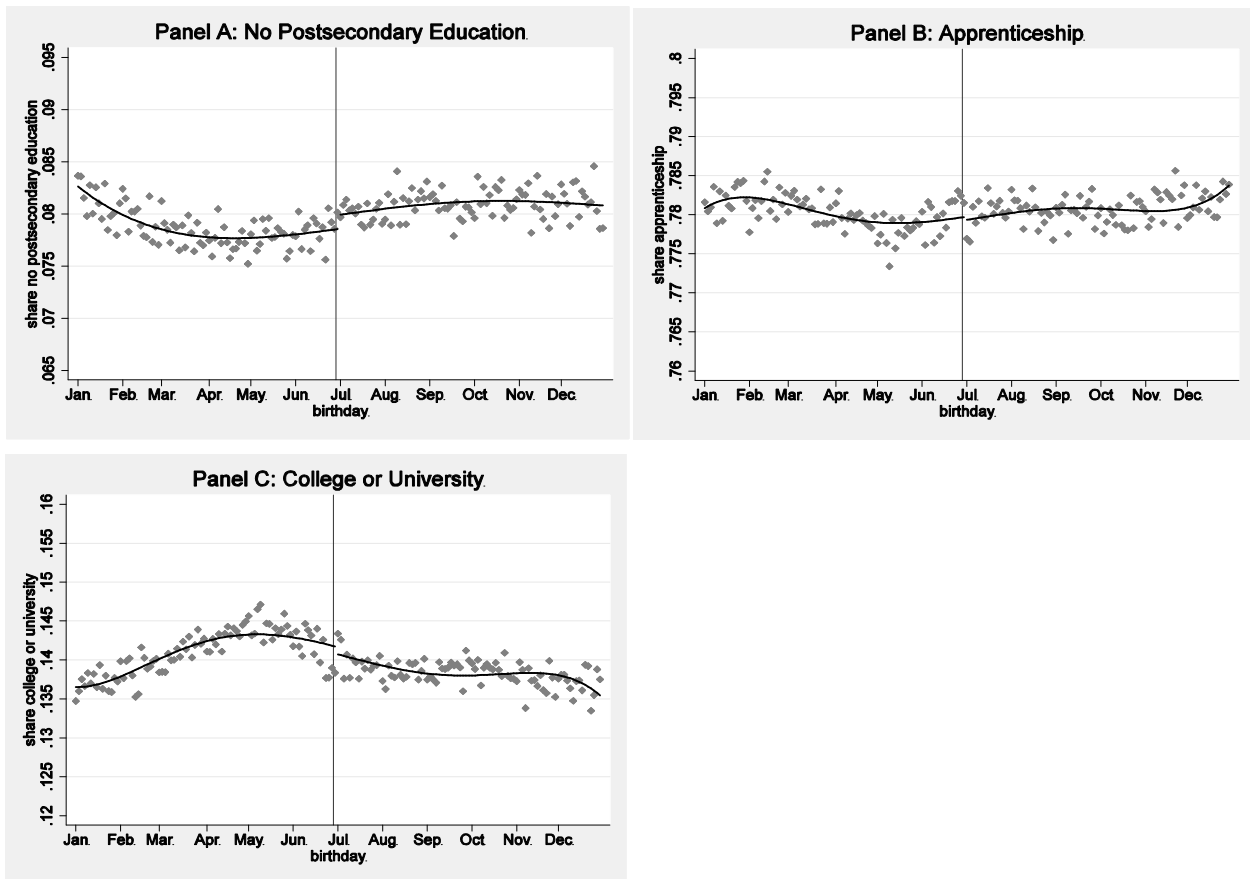 Panel A: No Postsecondary Education.
share no postsecondary education
.095
.09
.085
.08
.075
.07
.065
Jan. Feb. Mar. Apr. May. Jun. Jul. Aug. Sep. Oct. Nov. Dec.
birthday.
Panel B: Apprenticeship.
share apprenticeship
.8
.795
.79
.785
.78
.775
.77
.765
.76
Jan. Feb. Mar. Apr. May. Jun. Jul. Aug. Sep. Oct. Nov. Dec.
birthday.
Panel C: College or University.
share college or university
.16
.155
.15
.145
.14
.135
.13
.125
.12
Jan. Feb. Mar. Apr. May. Jun. Jul. Aug. Sep. Oct. Nov. Dec.
birthday.